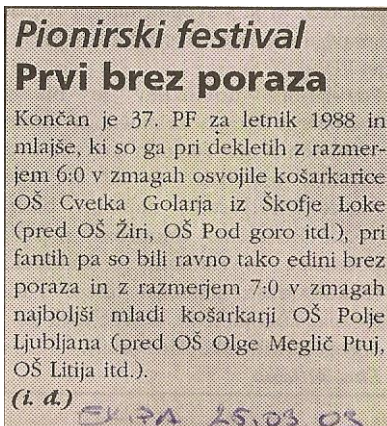 Pionirski festival
Prvi brez poraza
Končan je 37. PF za letnik 1988 in
mlajše, ki so ga pri dekletih z razmer-
jem 6:0 v zmagah osvojile košarkarice
OŠ Cvetka Golarja iz Škofje Loke
(pred OŠ Žiri, OŠ Pod goro itd.), pri
fantih pa so bili ravno tako edini brez
poraza in z razmerjem 7:0 v zmagah
najboljši mladi košarkarji OŠ Polje
Ljubljana (pred OŠ Olge Meglič Ptuj,
OŠ Litija itd.).
(i. d.)
25.03 03